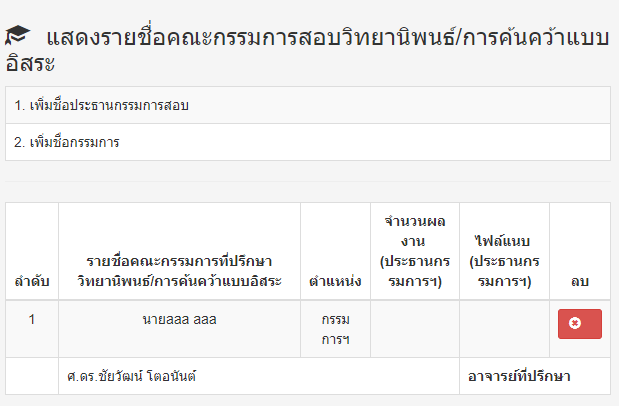 แสดงรายชื่อคณะกรรมการสอบวิทยานิพนธ์/การค้นคว้าแบบ
อิสระ
1. เพิ่มชื่อประธานกรรมการสอบ
2. เพิ่มชื่อกรรมการ
ลำดับ
รายชื่อคณะกรรมการที่ปรึกษา
วิทยานิพนธ์/การค้นคว้าแบบอิสระ
ตำแหน่ง
จำนวนผล
งาน
(ประธานกร
รมการฯ)
ไฟล์แนบ
(ประธานกร
รมการฯ)
ลบ
1
นายaaa aaa
กรรม
การฯ
ศ.ดร.ชัยวัฒน์ โตอนันต์
อาจารย์ที่ปรึกษา